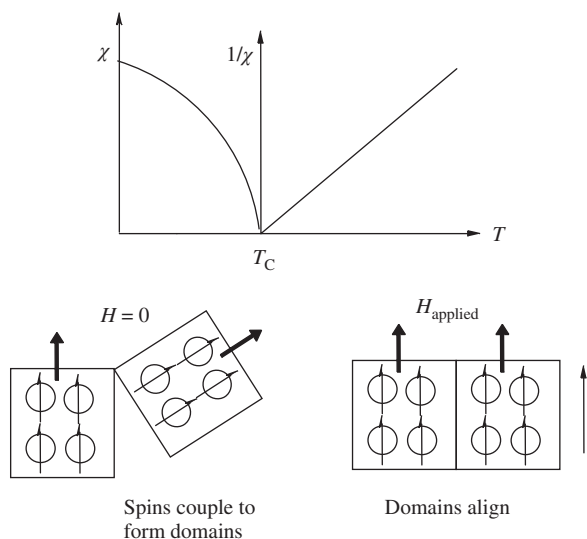 χ
1/χ
T
T_C
H = 0
H_applied
Spins couple to
form domains
Domains align